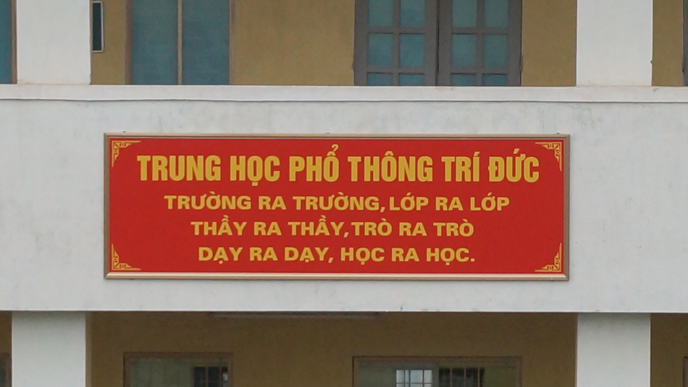 TRUNG HỌC PHỔ THÔNG TRÍ ĐỨC
TRƯỜNG RA TRƯỜNG, LỚP RA LỚP
THẦY RA THẦY, TRÒ RA TRÒ
DẠY RA DẠY, HỌC RA HỌC.